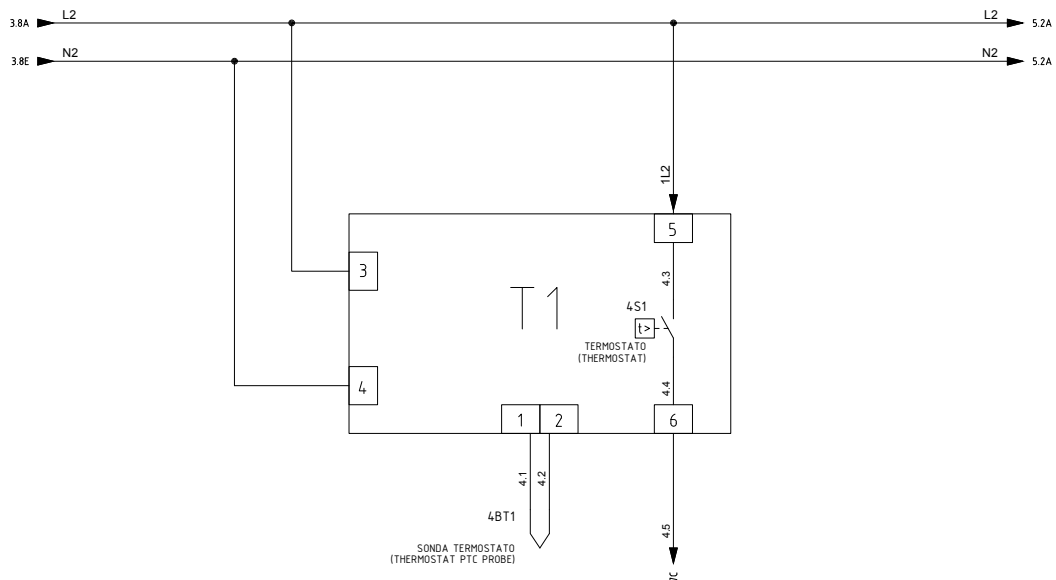 3.8A L2 L2 5.2A
3.8E N2 N2 5.2A
1L2
5
3
4.3
T1
4S1
t>
TERMOSTATO
(THERMOSTAT)
4
4.4
1 2 6
4.1 4.2
4BT1
4.5
SONDA TERMOSTATO
(THERMOSTAT PTC PROBE)